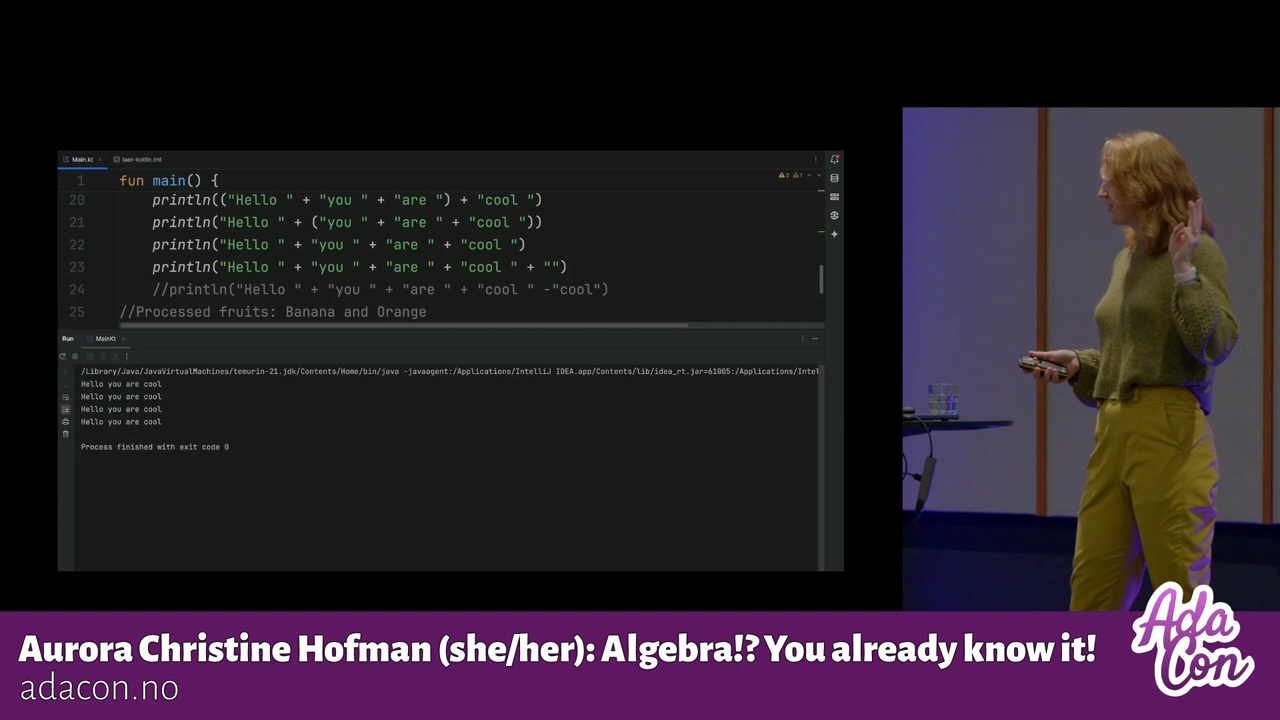 Main.kt
laer-kotlin.iml
1 fun main() {
2 1
20 println(("Hello " + "you " + "are ") + "cool ")
21 println("Hello " + ("you " + "are " + "cool "))
22 println("Hello " + "you " + "are " + "cool ")
23 println("Hello " + "you " + "are " + "cool " + "")
24 //println("Hello " + "you " + "are " + "cool " -"cool")
25 //Processed fruits: Banana and Orange
Run MainKt
/Library/Java/JavaVirtualMachines/temurin-21.jdk/Contents/Home/bin/java -javaagent:/Applications/IntelliJ IDEA.app/Contents/lib/idea_rt.jar=61005:/Applications/Intel
Hello you are cool
Hello you are cool
Hello you are cool
Hello you are cool
Process finished with exit code 0
Aurora Christine Hofman (she/her): Algebra!? You already know it!
adacon.no
Ada
Con